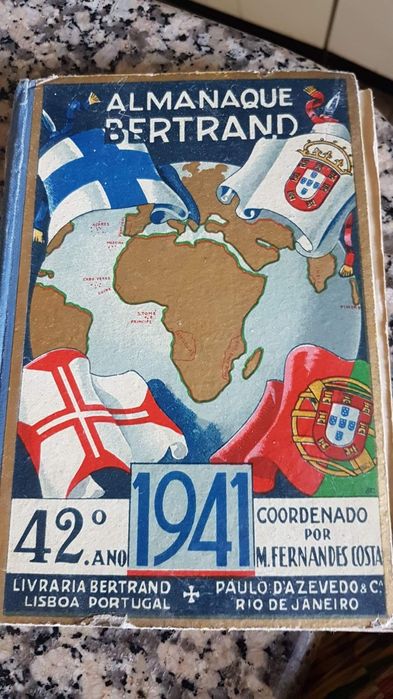 ALMANAQUE
BERTRAND
AÇORES
MADEIRA
CABO VERDE
GUINÉ
S. TOMÉ
E
PRINCIPE
42.º ANO
1941
COORDENADO
POR
M. FERNANDES COSTA
LIVRARIA BERTRAND
LISBOA PORTUGAL
PAULO D'AZEVEDO & C.ª
RIO DE JANEIRO